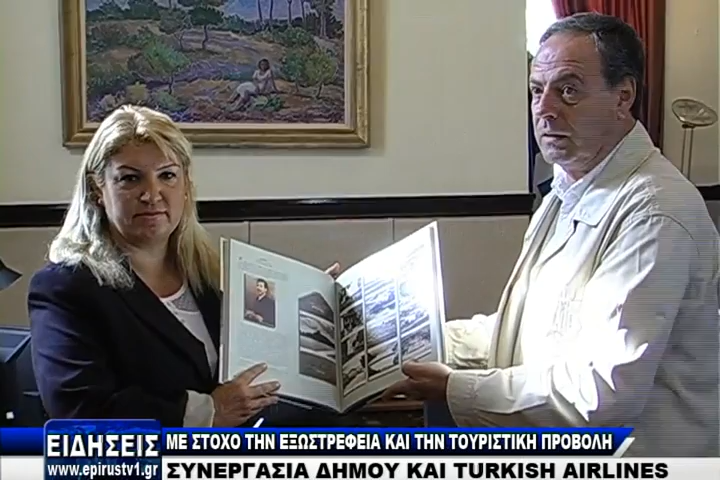 ΕΙΔΗΣΕΙΣ
www.epirustv1.gr
ΜΕ ΣΤΟΧΟ ΤΗΝ ΕΞΩΣΤΡΕΦΕΙΑ ΚΑΙ ΤΗΝ ΤΟΥΡΙΣΤΙΚΗ ΠΡΟΒΟΛΗ
ΣΥΝΕΡΓΑΣΙΑ ΔΗΜΟΥ ΚΑΙ TURKISH AIRLINES